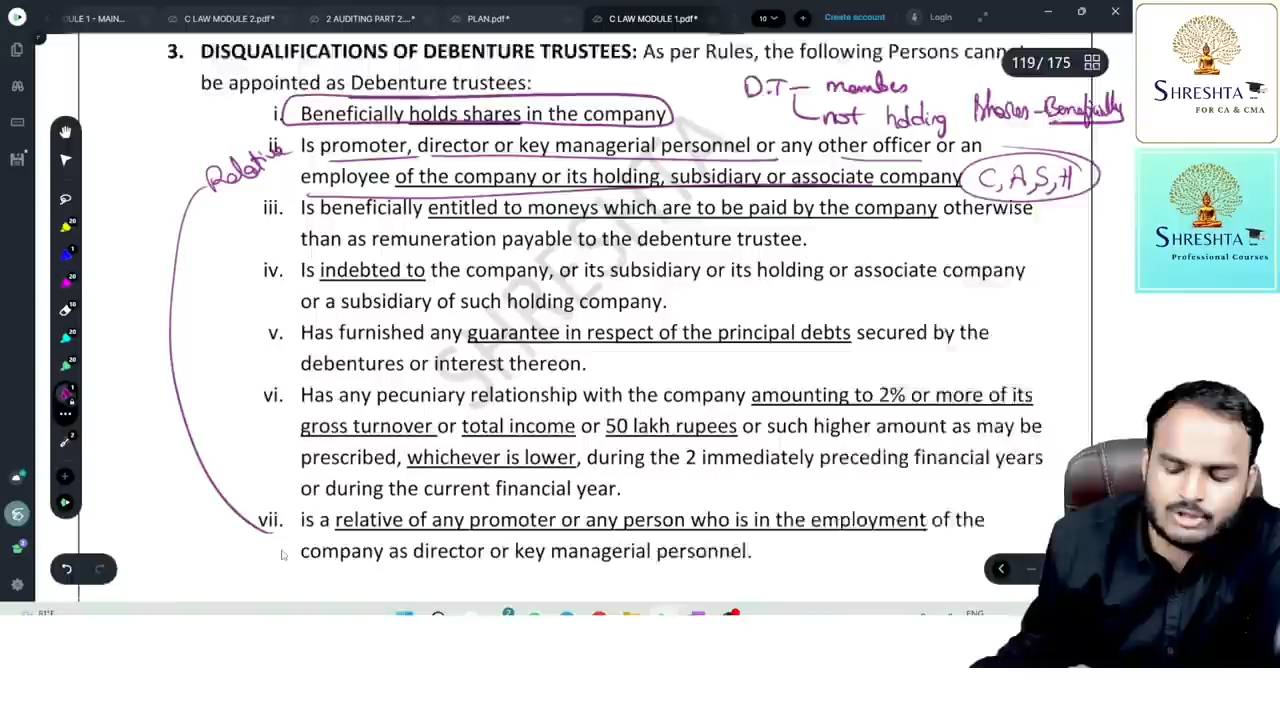 C LAW MODULE 2.pdf*
2 AUDITING PART 2....*
PLAN.pdf*
C LAW MODULE 1.pdf*
10
Create account
Login
119/ 175
SHRESHTA
FOR CA & CMA
SHRESHTA
Professional Courses
3. DISQUALIFICATIONS OF DEBENTURE TRUSTEES: As per Rules, the following Persons cannot
be appointed as Debenture trustees:
D.T - member
not holding Shares - Beneficially
i. Beneficially holds shares in the company
ii. Is promoter, director or key managerial personnel or any other officer or an
employee of the company or its holding, subsidiary or associate company
C, A, S, H
Relative
iii. Is beneficially entitled to moneys which are to be paid by the company otherwise
than as remuneration payable to the debenture trustee.
iv. Is indebted to the company, or its subsidiary or its holding or associate company
or a subsidiary of such holding company.
v. Has furnished any guarantee in respect of the principal debts secured by the
debentures or interest thereon.
vi. Has any pecuniary relationship with the company amounting to 2% or more of its
gross turnover or total income or 50 lakh rupees or such higher amount as may be
prescribed, whichever is lower, during the 2 immediately preceding financial years
or during the current financial year.
vii. is a relative of any promoter or any person who is in the employment of the
company as director or key managerial personnel.
SHRESHTA
ENG